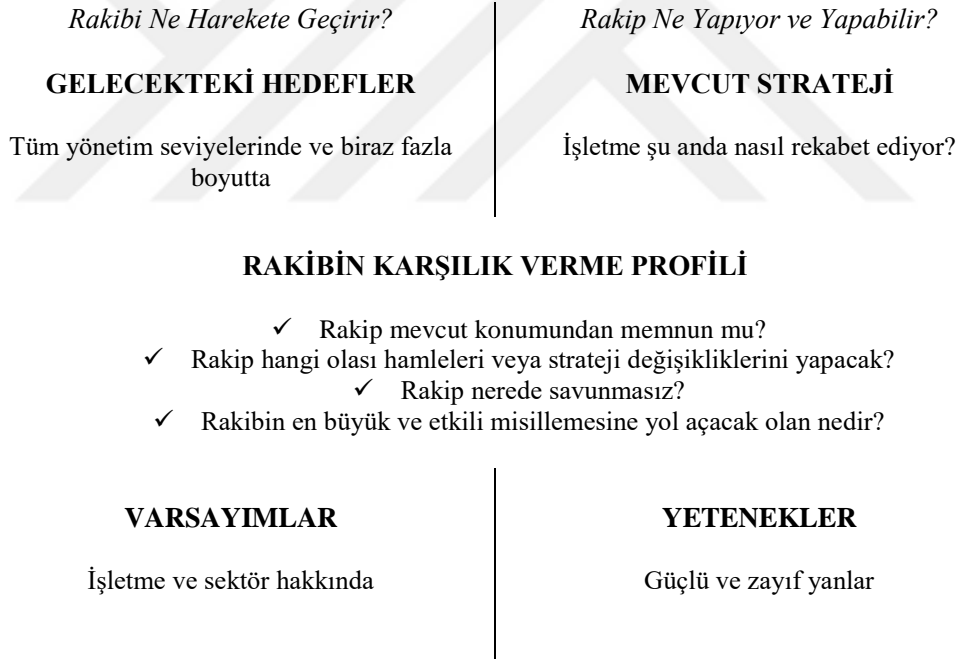 Rakibi Ne Harekete Geçirir?
Rakip Ne Yapıyor ve Yapabilir?
GELECEKTEKİ HEDEFLER
MEVCUT STRATEJİ
Tüm yönetim seviyelerinde ve biraz fazla
boyutta
İşletme şu anda nasıl rekabet ediyor?
RAKİBİN KARŞILIK VERME PROFİLİ
✓ Rakip mevcut konumundan memnun mu?
✓ Rakip hangi olası hamleleri veya strateji değişikliklerini yapacak?
✓ Rakip nerede savunmasız?
✓ Rakibin en büyük ve etkili misillemesine yol açacak olan nedir?
VARSAYIMLAR
YETENEKLER
İşletme ve sektör hakkında
Güçlü ve zayıf yanlar